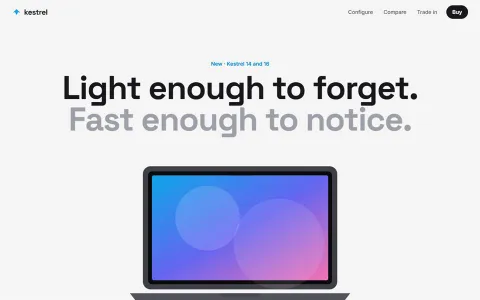 kestrel
Configure Compare Trade in Buy
New · Kestrel 14 and 16
Light enough to forget.
Fast enough to notice.